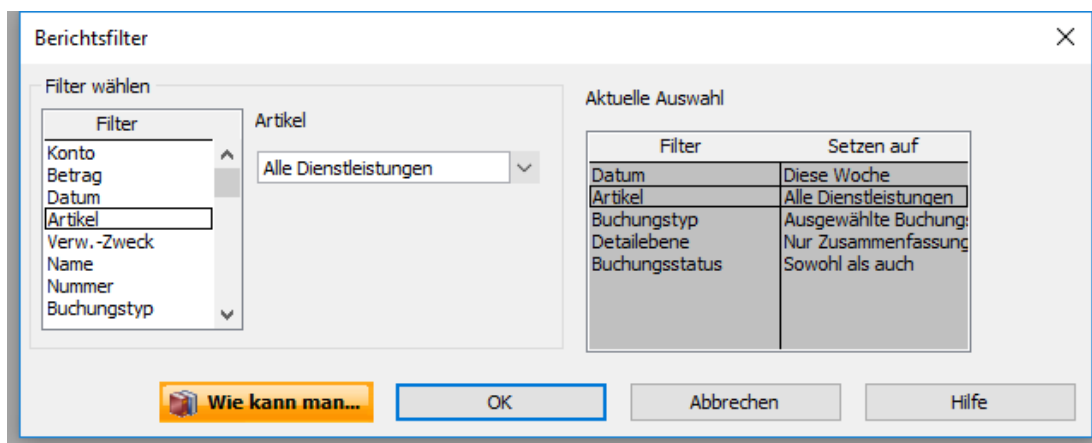 Berichtsfilter
Filter wählen
Filter
Konto
Betrag
Datum
Artikel
Verw.-Zweck
Name
Nummer
Buchungstyp
Artikel
Alle Dienstleistungen
Aktuelle Auswahl
Filter Setzen auf
Datum Diese Woche
Artikel Alle Dienstleistungen
Buchungstyp Ausgewählte Buchung
Detailebene Nur Zusammenfassung
Buchungsstatus Sowohl als auch
Wie kann man... OK Abbrechen Hilfe